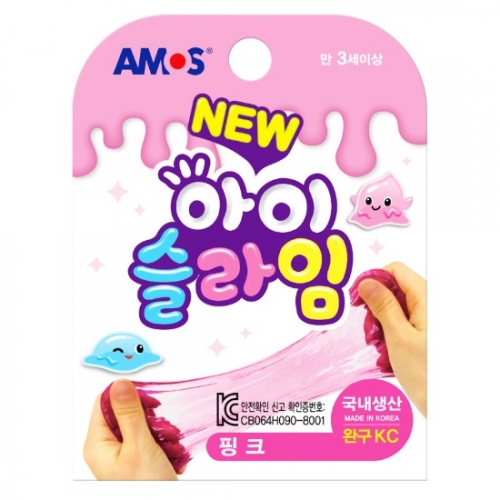 AMOS®
만 3세이상
NEW
아이
슬라임
KC 안전확인 신고 확인증번호:
CB064H090-8001
국내생산
MADE IN KOREA
완구 KC
핑크